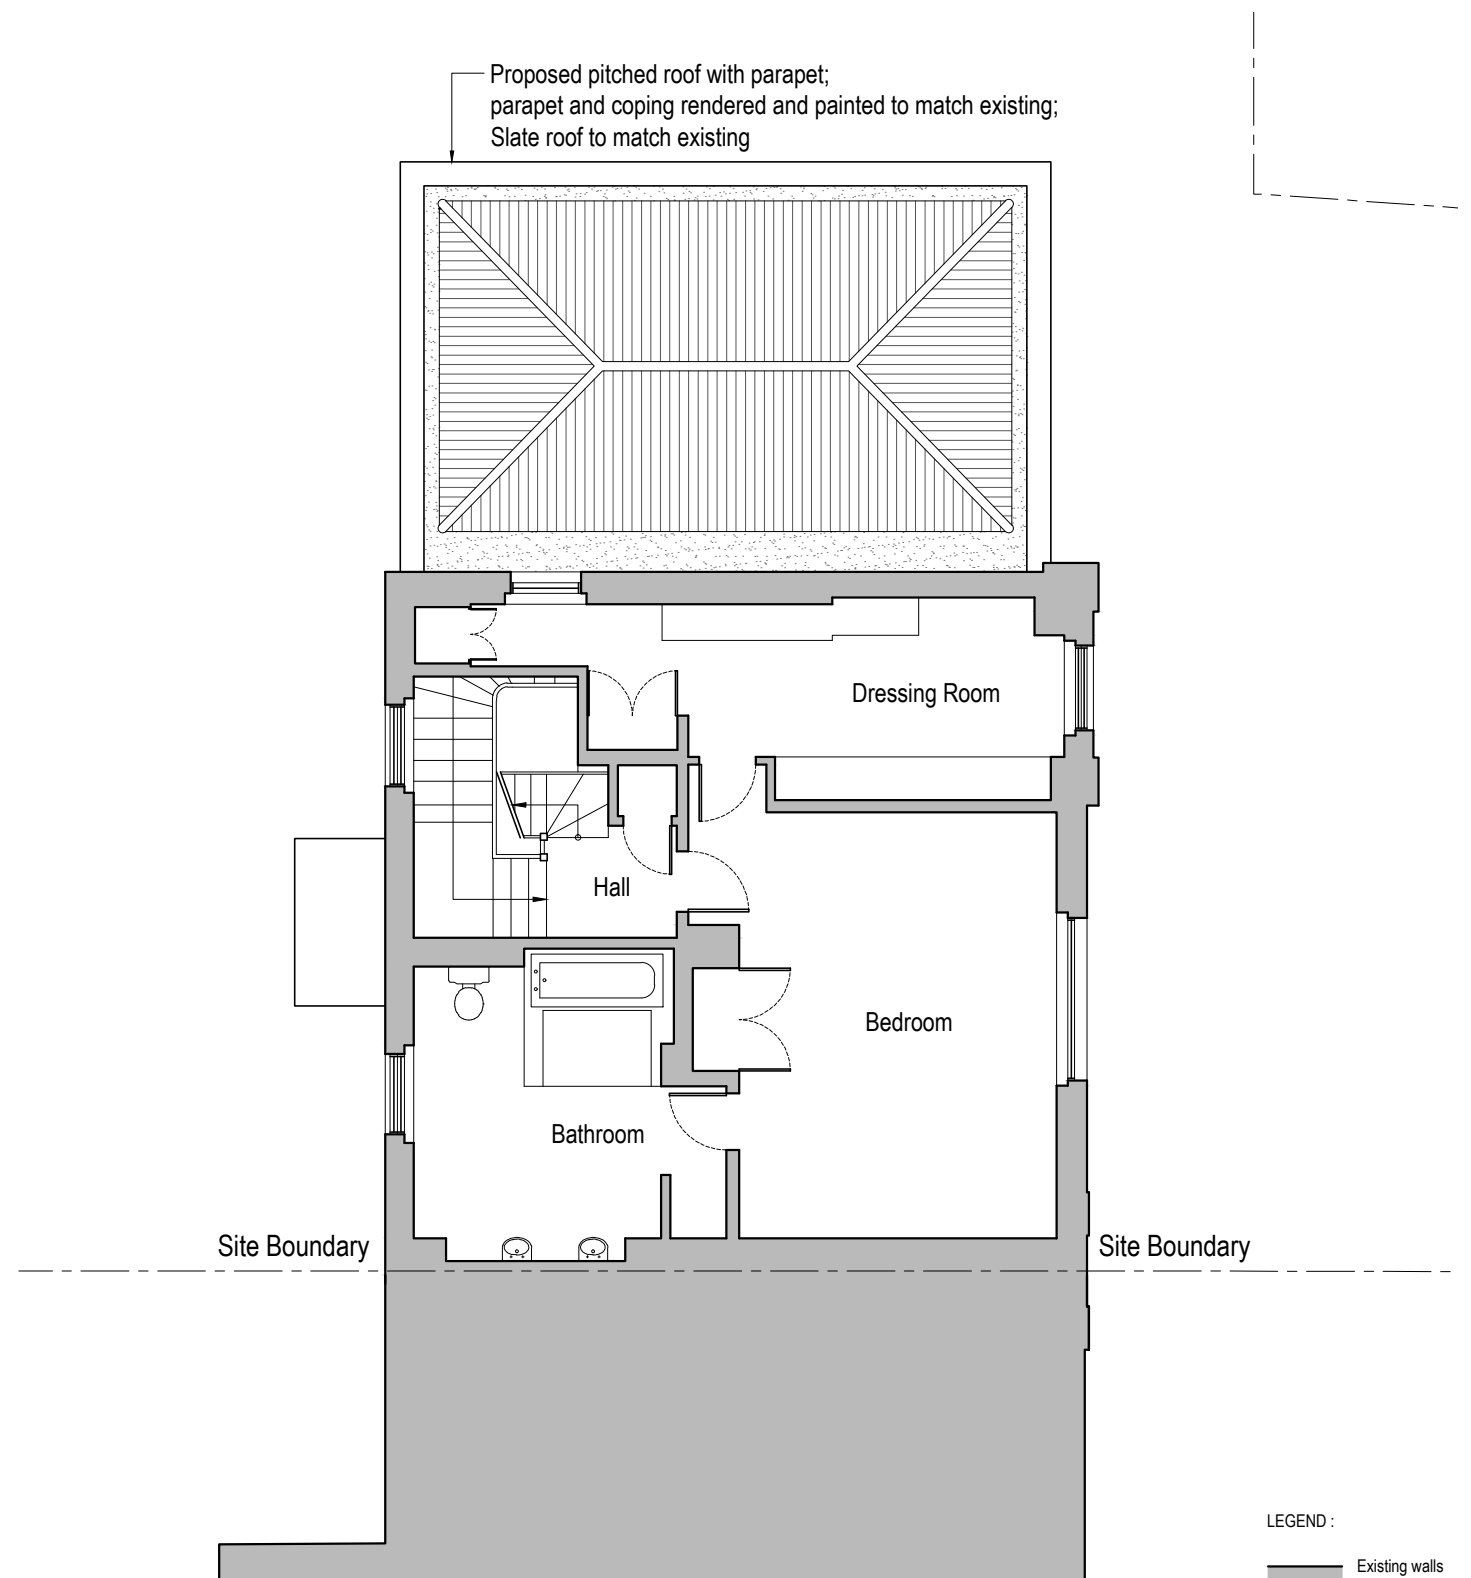 Proposed pitched roof with parapet;
parapet and coping rendered and painted to match existing;
Slate roof to match existing
Dressing Room
Hall
Bedroom
Bathroom
Site Boundary
Site Boundary
LEGEND :
Existing walls